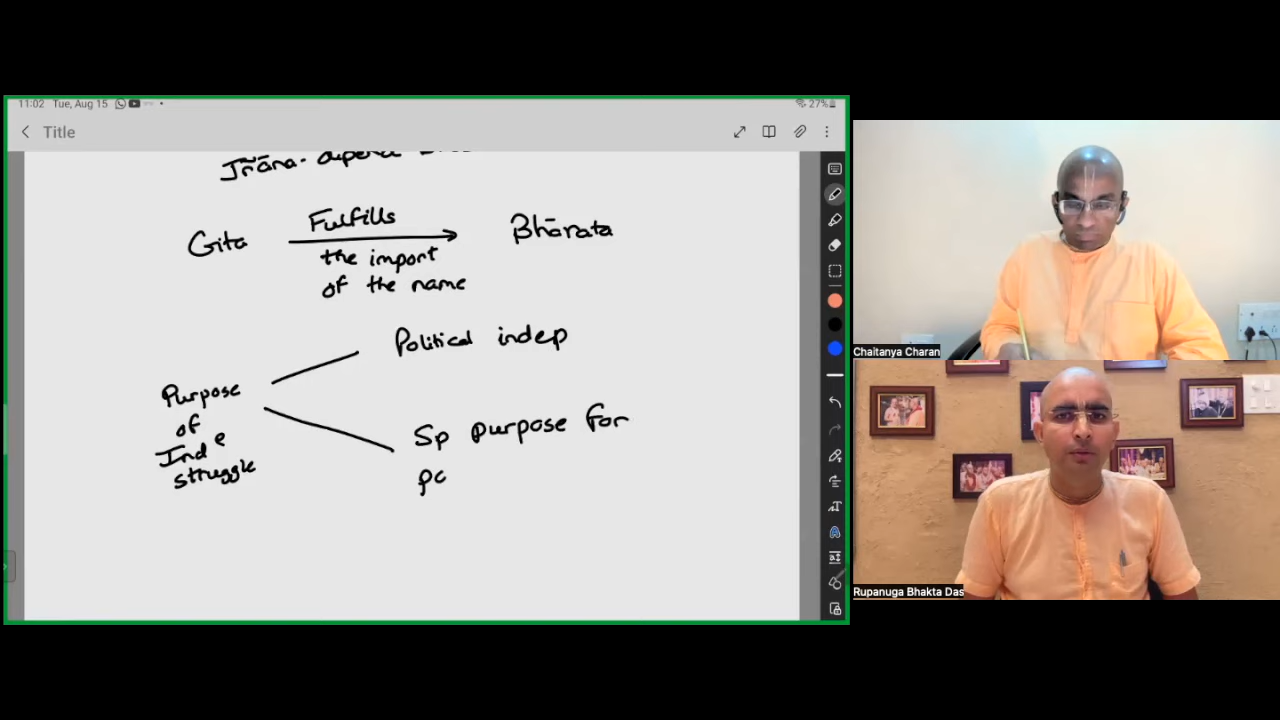 11:02 Tue, Aug 15
27%
Title
Jñāna-
Gita
Fulfills
the import
of the name
Bhārata
Political indep
Purpose
of
Ind e
struggle
Sp purpose for
pc
Chaitanya Charan
Rupanuga Bhakta Das